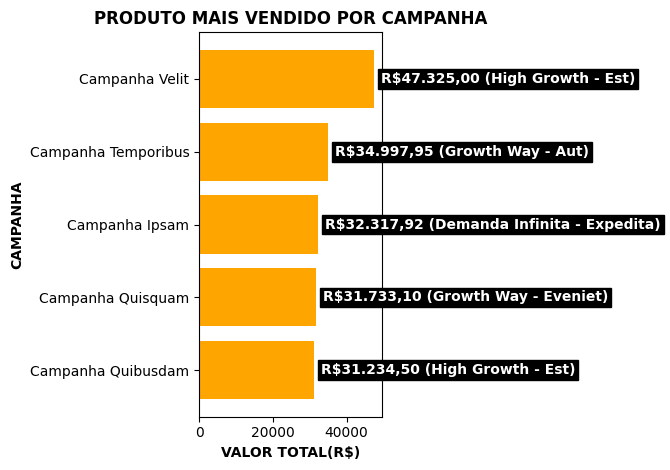 PRODUTO MAIS VENDIDO POR CAMPANHA
Campanha Velit
R$47.325,00 (High Growth - Est)
Campanha Temporibus
R$34.997,95 (Growth Way - Aut)
Campanha Ipsam
R$32.317,92 (Demanda Infinita - Expedita)
Campanha Quisquam
R$31.733,10 (Growth Way - Eveniet)
Campanha Quibusdam
R$31.234,50 (High Growth - Est)
CAMPANHA
0 20000 40000
VALOR TOTAL(R$)